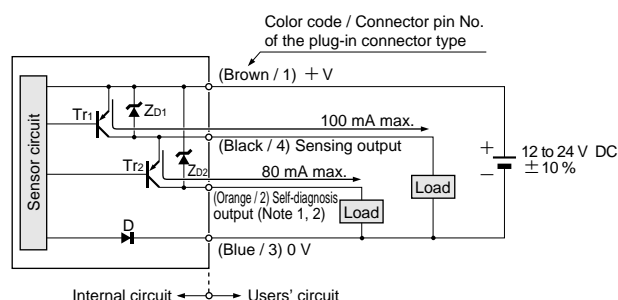 Color code / Connector pin No.
of the plug-in connector type
(Brown / 1) + V
Tr1
ZD1
100 mA max.
(Black / 4) Sensing output
Sensor circuit
Tr2
ZD2
80 mA max.
+
12 to 24 V DC
−
± 10 %
(Orange / 2) Self-diagnosis
output (Note 1, 2)
Load
Load
D
(Blue / 3) 0 V
Internal circuit
Users' circuit